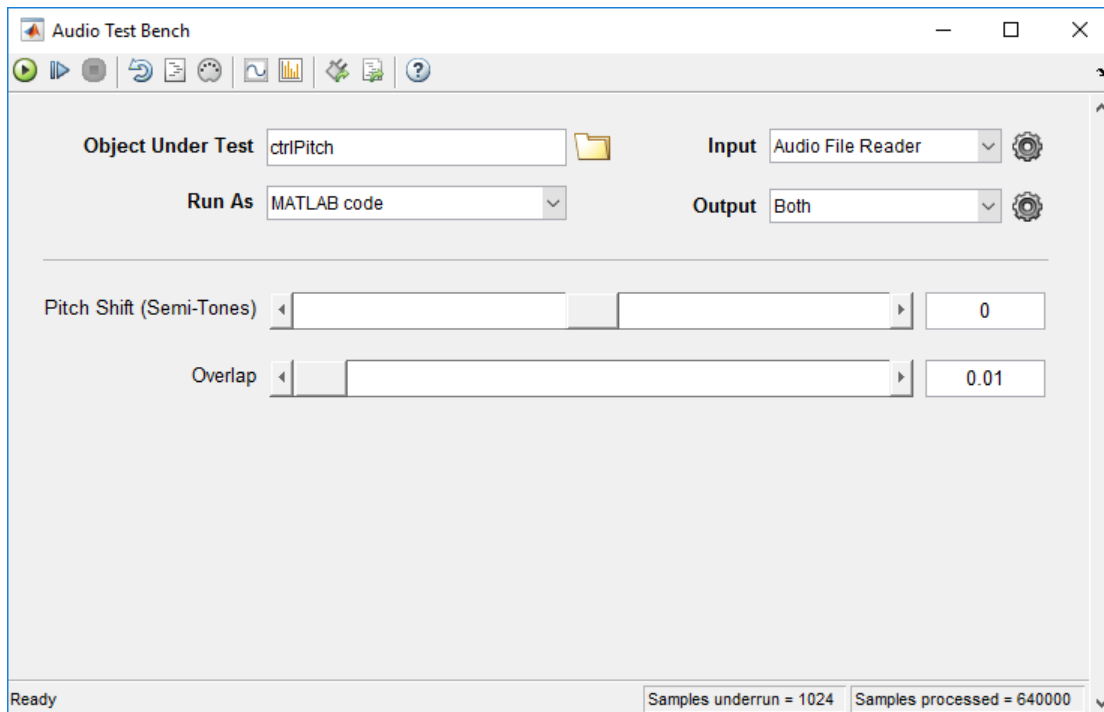 Audio Test Bench
Object Under Test ctrlPitch Input Audio File Reader
Run As MATLAB code Output Both
Pitch Shift (Semi-Tones) 0
Overlap 0.01
Ready Samples underrun = 1024 Samples processed = 640000